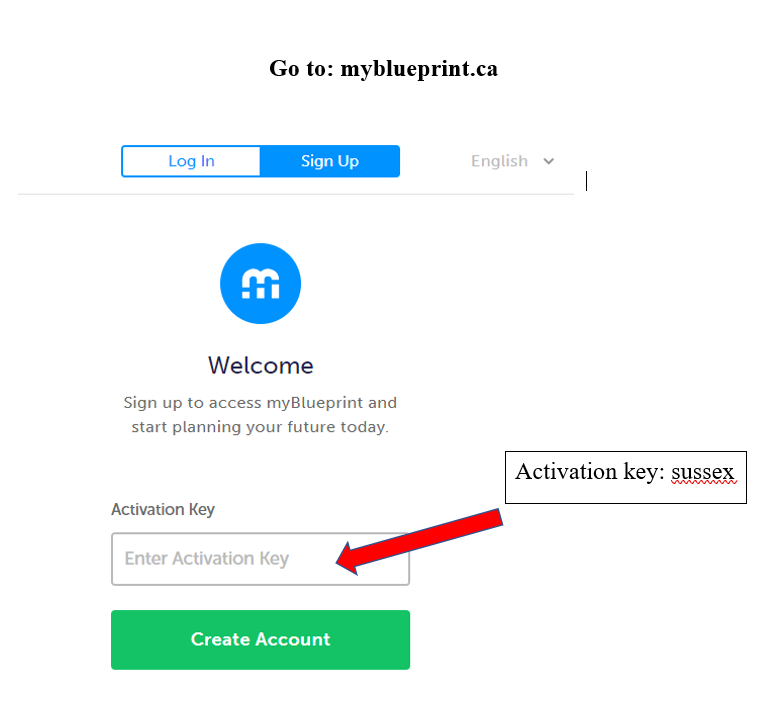 Go to: myblueprint.ca
Log In
Sign Up
English
Welcome
Sign up to access myBlueprint and
start planning your future today.
Activation key: sussex
Activation Key
Enter Activation Key
Create Account